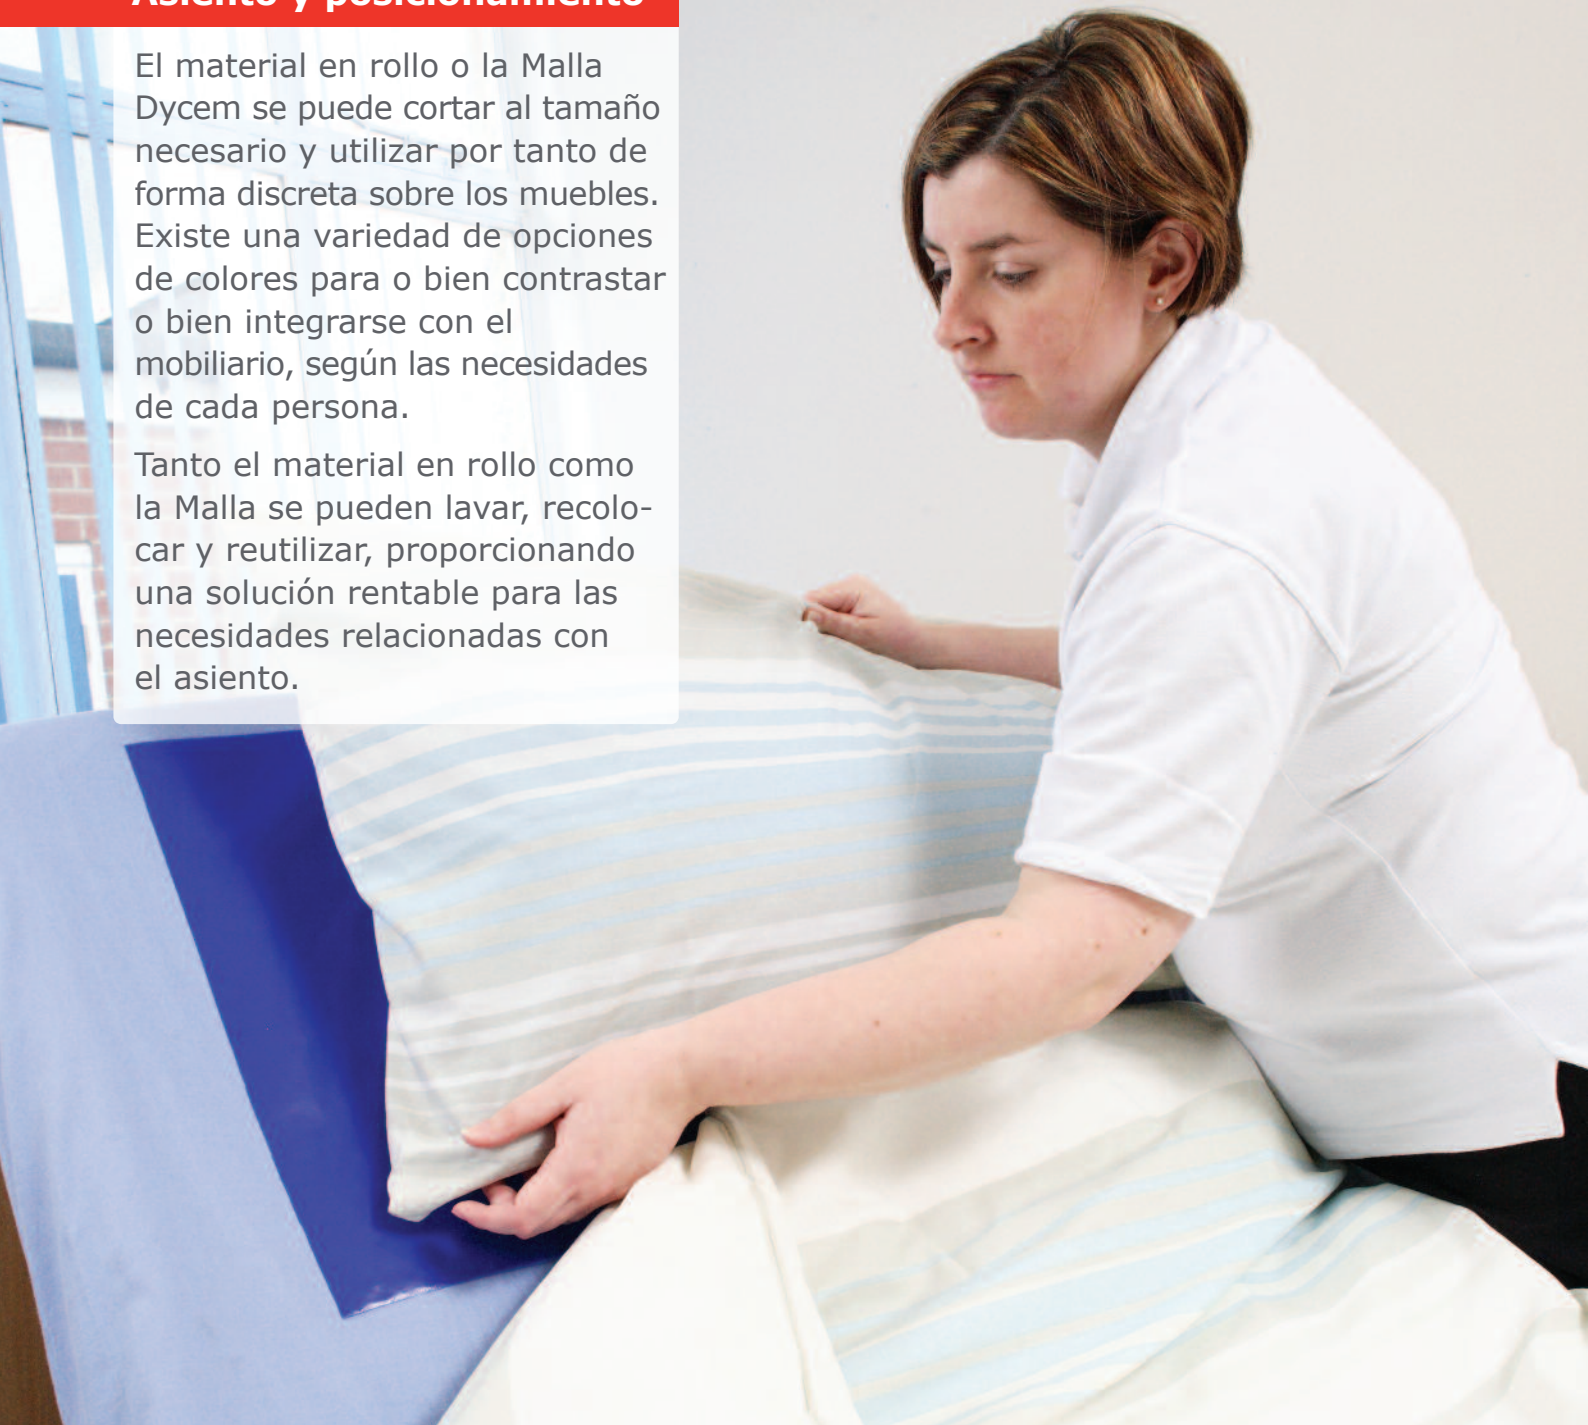 Asiento y posicionamiento
El material en rollo o la Malla
Dycem se puede cortar al tamaño
necesario y utilizar por tanto de
forma discreta sobre los muebles.
Existe una variedad de opciones
de colores para o bien contrastar
o bien integrarse con el
mobiliario, según las necesidades
de cada persona.
Tanto el material en rollo como
la Malla se pueden lavar, recolo-
car y reutilizar, proporcionando
una solución rentable para las
necesidades relacionadas con
el asiento.